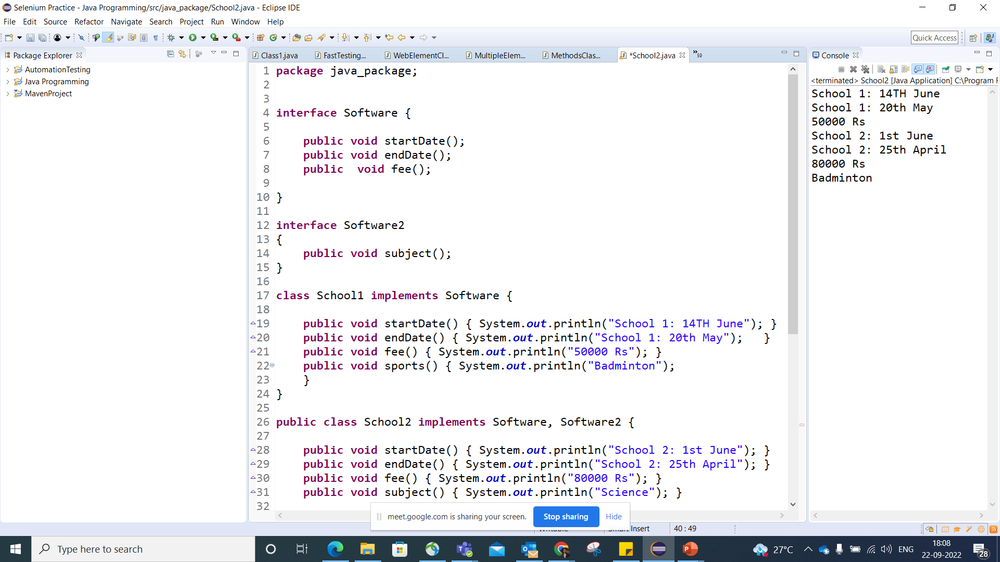 Selenium Practice - Java Programming/src/java_package/School2.java - Eclipse IDE
File Edit Source Refactor Navigate Search Project Run Window Help
Quick Access
Package Explorer
AutomationTesting
Java Programming
MavenProject
Class1.java FastTesting... WebElementCl... MultipleElem... MethodsClas... *School2.java »59
1 package java_package;
2
3
4 interface Software {
5
6 public void startDate();
7 public void endDate();
8 public  void fee();
9
10 }
11
12 interface Software2
13 {
14 public void subject();
15 }
16
17 class School1 implements Software {
18
19 public void startDate() { System.out.println("School 1: 14TH June"); }
20 public void endDate() { System.out.println("School 1: 20th May");   }
21 public void fee() { System.out.println("50000 Rs"); }
22 public void sports() { System.out.println("Badminton");
23 }
24 }
25
26 public class School2 implements Software, Software2 {
27
28 public void startDate() { System.out.println("School 2: 1st June"); }
29 public void endDate() { System.out.println("School 2: 25th April"); }
30 public void fee() { System.out.println("80000 Rs"); }
31 public void subject() { System.out.println("Science"); }
32
Console
<terminated> School2 [Java Application] C:\Program F
School 1: 14TH June
School 1: 20th May
50000 Rs
School 2: 1st June
School 2: 25th April
80000 Rs
Badminton
meet.google.com is sharing your screen. Stop sharing Hide
Writable Smart Insert 40 : 49
Type here to search
27°C ENG
18:08
22-09-2022
28